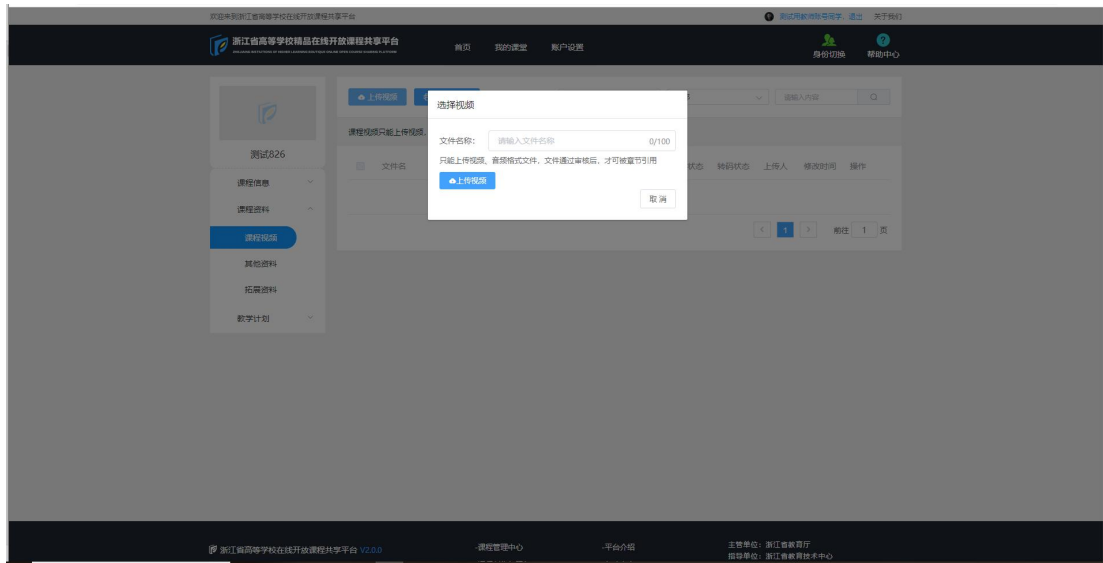 欢迎来到浙江省高等学校在线开放课程共享平台
测试用教师账号同学, 退出 关于我们
浙江省高等学校精品在线开放课程共享平台
首页 我的课堂 账户设置
身份切换 帮助中心
上传视频
请输入内容
选择视频
课程视频只能上传视频,
文件名称: 请输入文件名称 0/100
只能上传视频、音频格式文件, 文件通过审核后, 才可被章节引用
上传视频
取消
测试826
文件名 状态 转码状态 上传人 修改时间 操作
课程信息
课程资料
课程视频
其他资料
拓展资料
教学计划
1 前往 1 页
浙江省高等学校在线开放课程共享平台 V2.0.0
-课程管理中心
-平台介绍
主管单位: 浙江省教育厅
指导单位: 浙江省教育技术中心